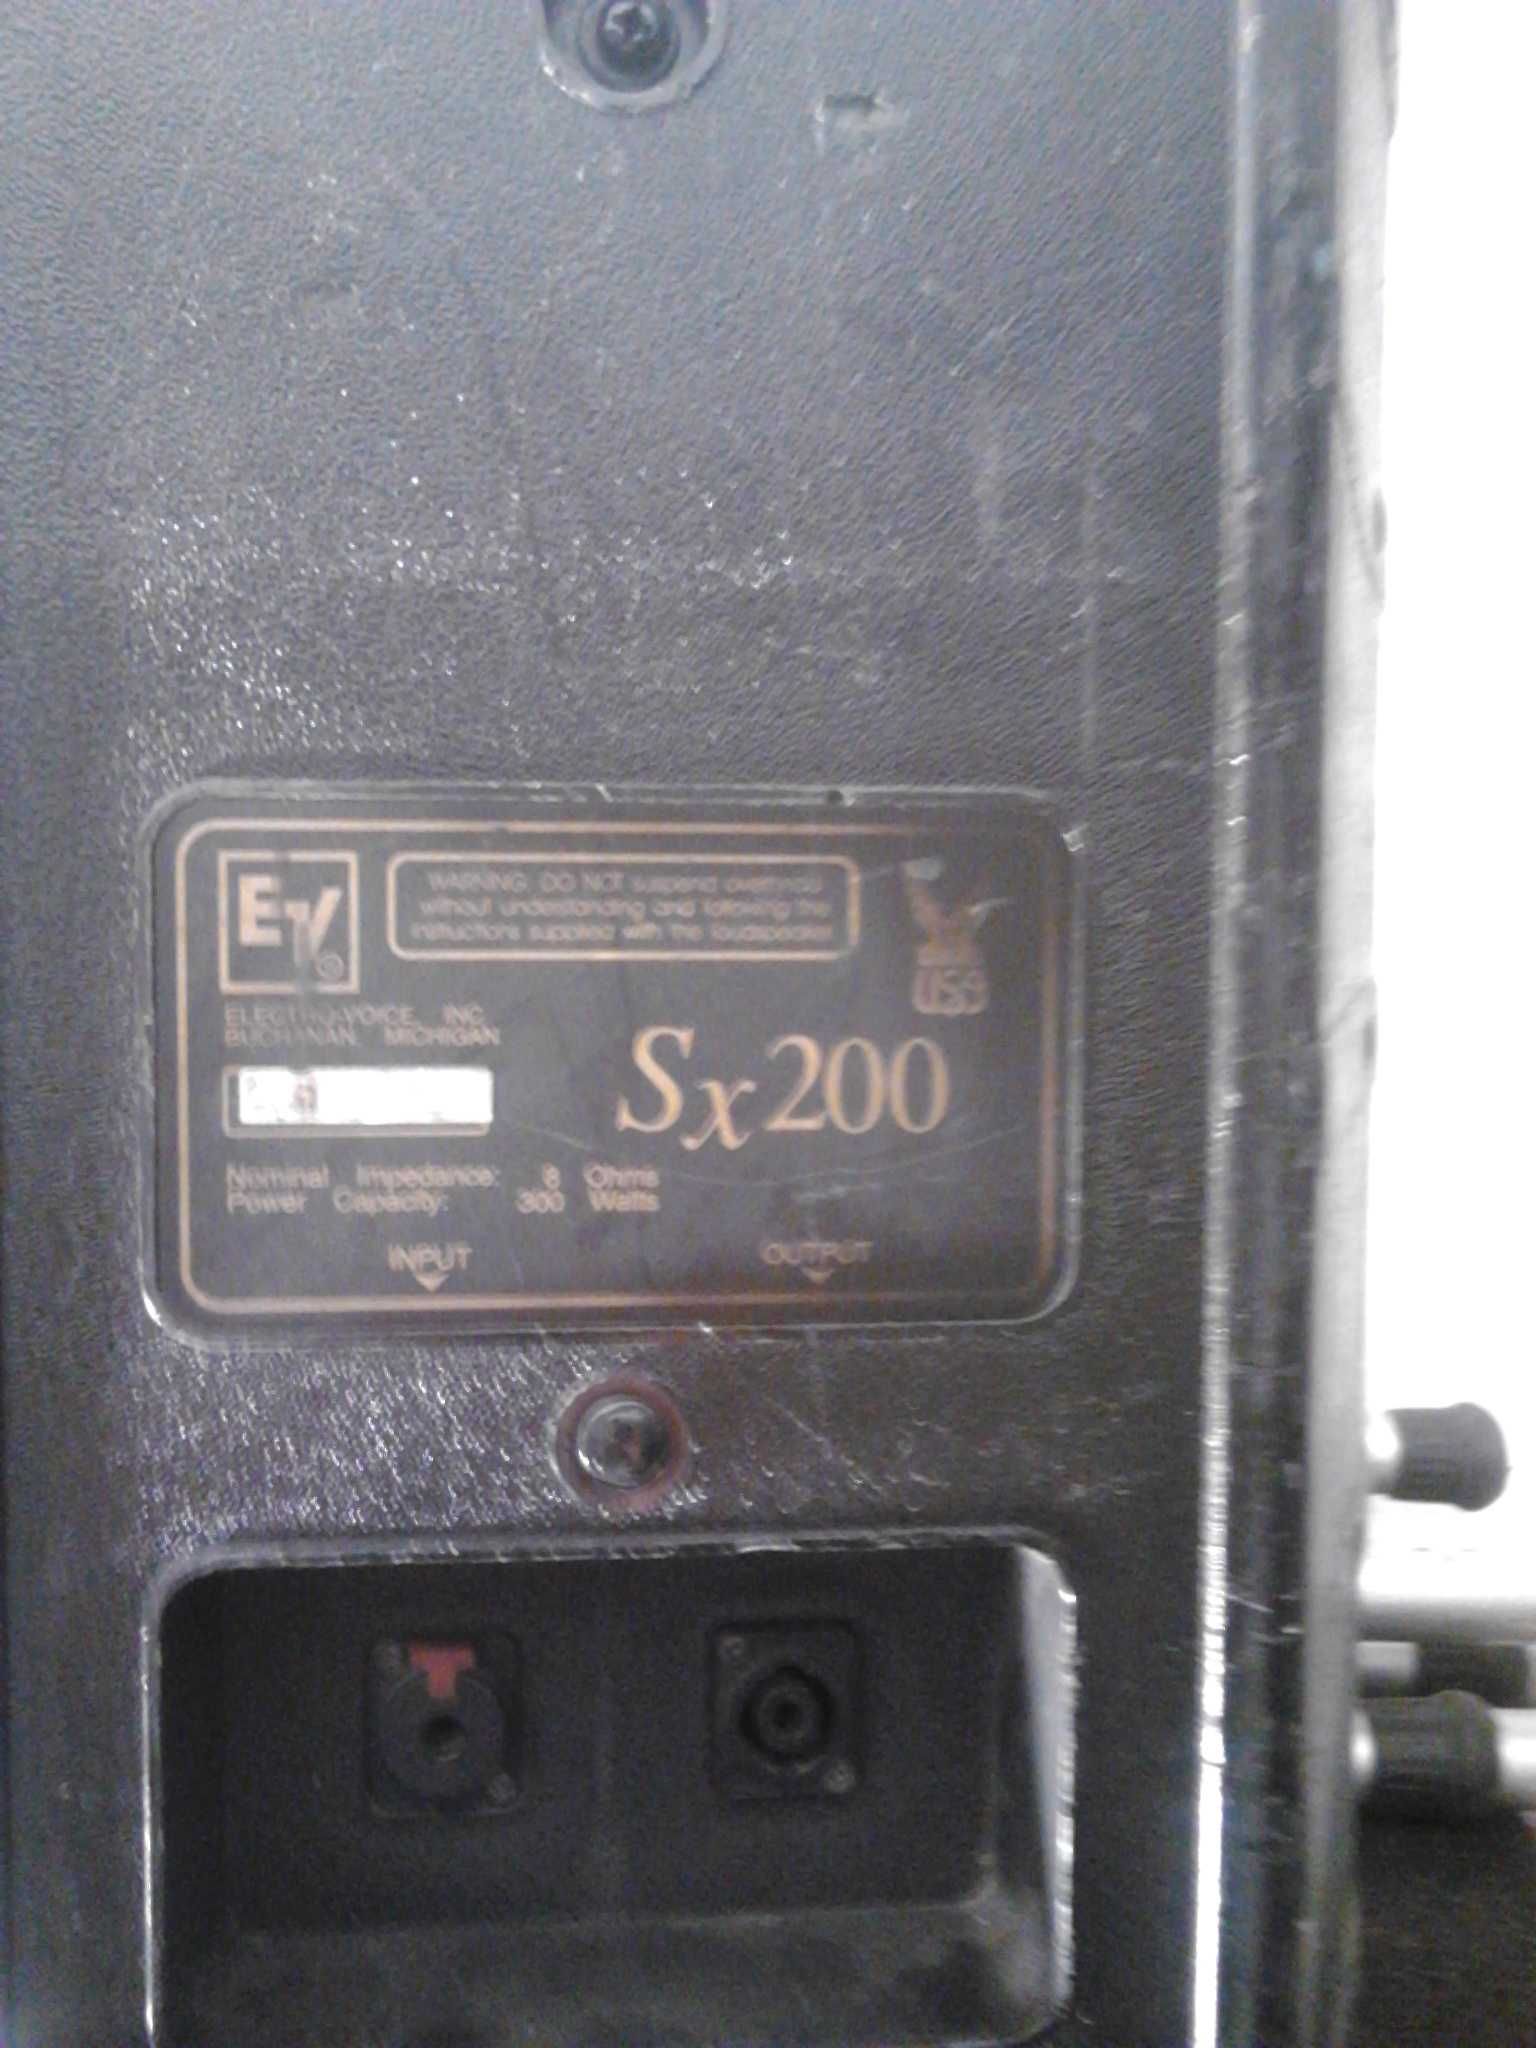 EV
WARNING: DO NOT suspend overhead
without understanding and following the
instructions supplied with the loudspeaker
USA
ELECTRO-VOICE, INC.
BUCHANAN, MICHIGAN
Sx200
Nominal Impedance: 8 Ohms
Power Capacity: 300 Watts
INPUT
OUTPUT